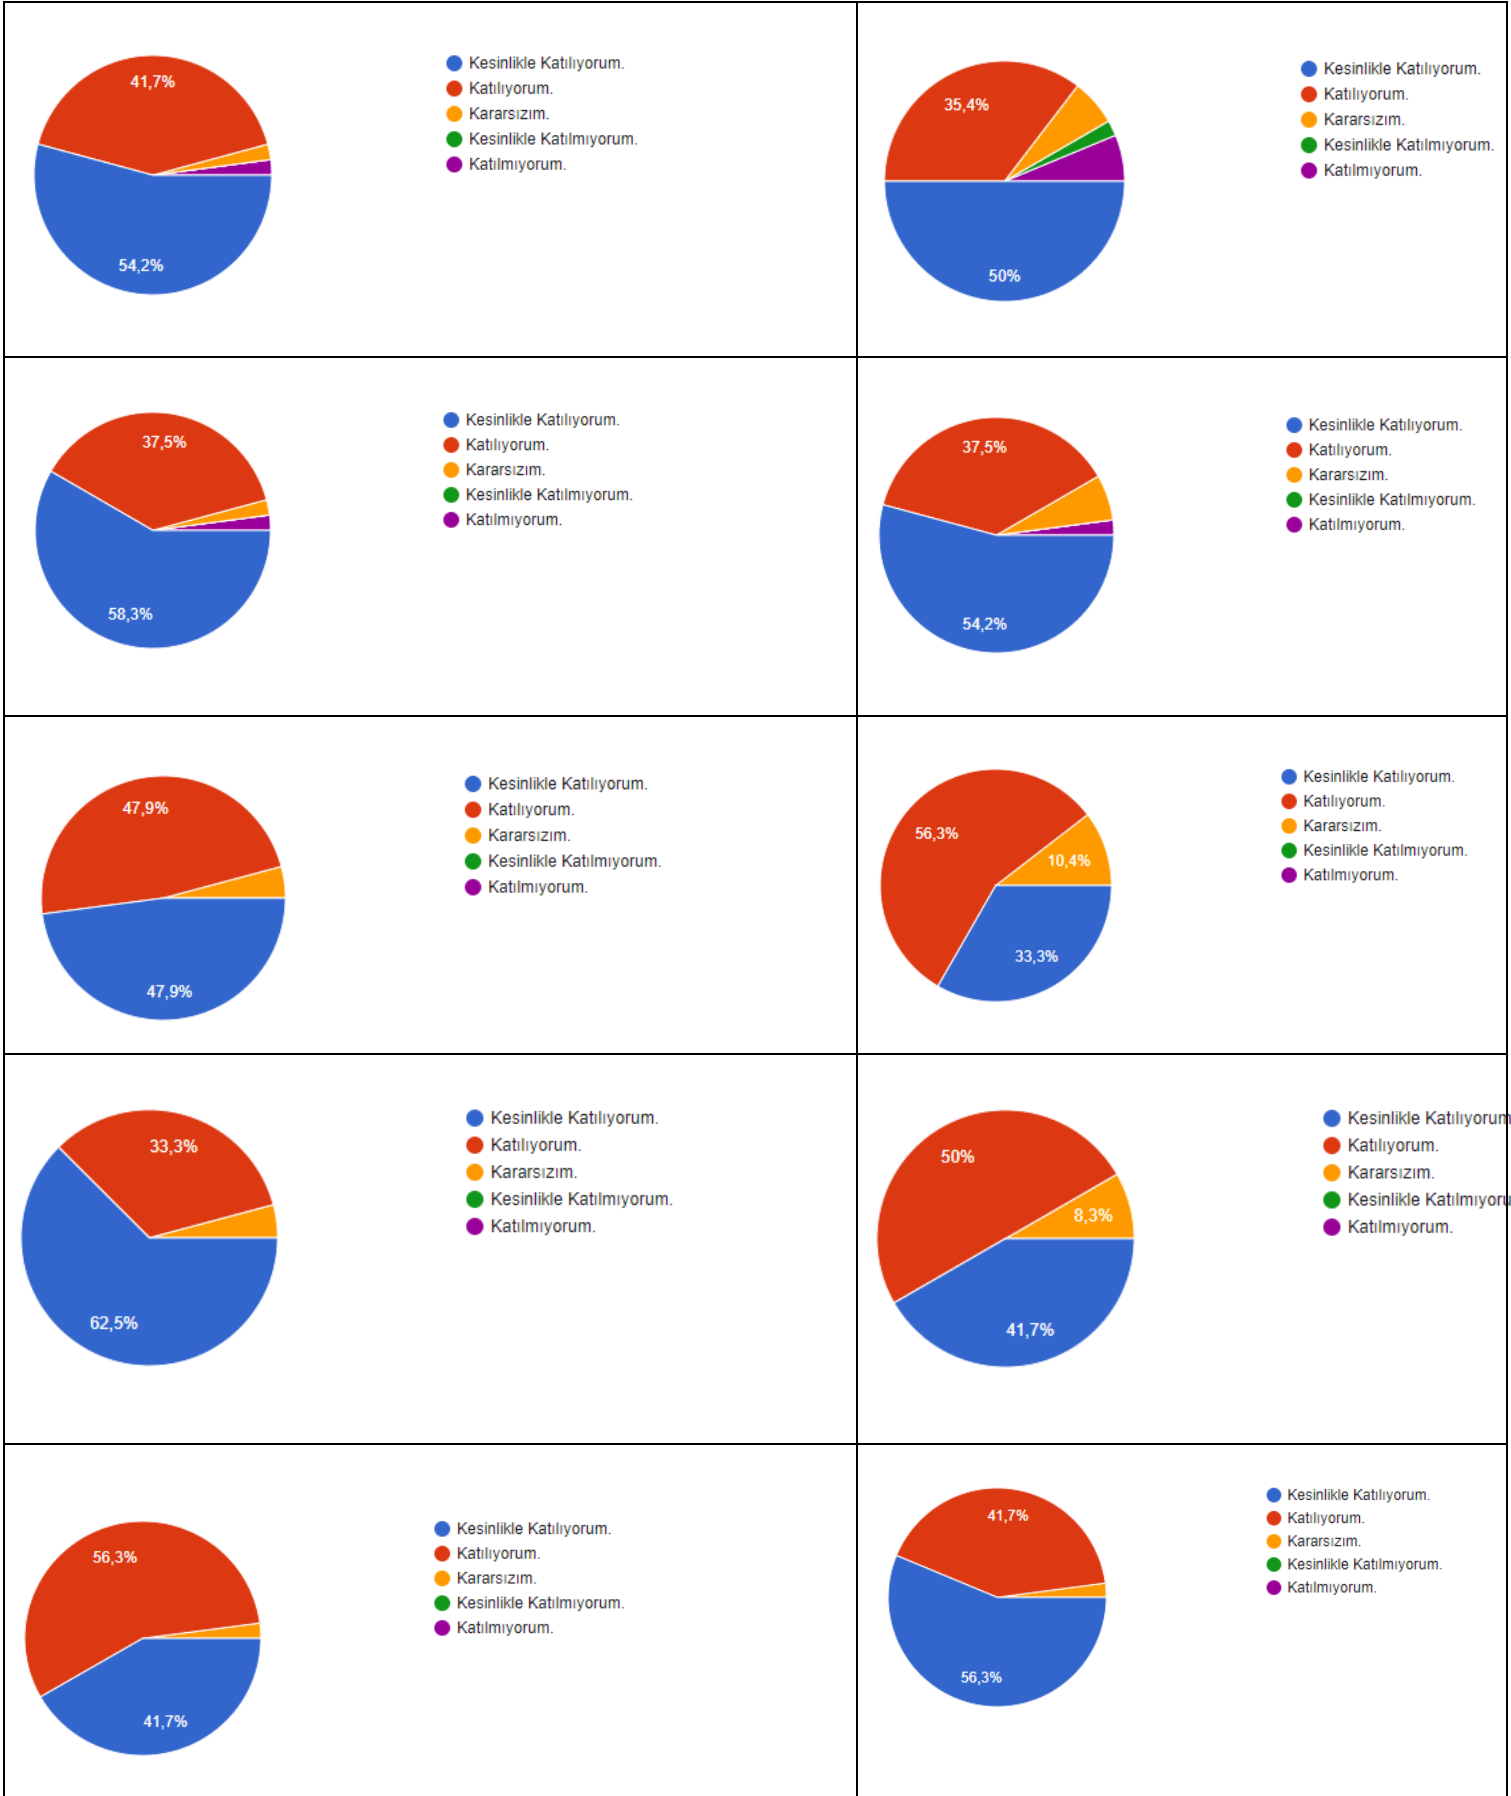 41,7%
54,2%
Kesinlikle Katılıyorum.
Katılıyorum.
Kararsızım.
Kesinlikle Katılmıyorum.
Katılmıyorum.
35,4%
50%
Kesinlikle Katılıyorum.
Katılıyorum.
Kararsızım.
Kesinlikle Katılmıyorum.
Katılmıyorum.
37,5%
58,3%
Kesinlikle Katılıyorum.
Katılıyorum.
Kararsızım.
Kesinlikle Katılmıyorum.
Katılmıyorum.
37,5%
54,2%
Kesinlikle Katılıyorum.
Katılıyorum.
Kararsızım.
Kesinlikle Katılmıyorum.
Katılmıyorum.
47,9%
47,9%
Kesinlikle Katılıyorum.
Katılıyorum.
Kararsızım.
Kesinlikle Katılmıyorum.
Katılmıyorum.
56,3%
10,4%
33,3%
Kesinlikle Katılıyorum.
Katılıyorum.
Kararsızım.
Kesinlikle Katılmıyorum.
Katılmıyorum.
33,3%
62,5%
Kesinlikle Katılıyorum.
Katılıyorum.
Kararsızım.
Kesinlikle Katılmıyorum.
Katılmıyorum.
50%
8,3%
41,7%
Kesinlikle Katılıyorum
Katılıyorum.
Kararsızım.
Kesinlikle Katılmıyoru
Katılmıyorum.
56,3%
41,7%
Kesinlikle Katılıyorum.
Katılıyorum.
Kararsızım.
Kesinlikle Katılmıyorum.
Katılmıyorum.
41,7%
56,3%
Kesinlikle Katılıyorum.
Katılıyorum.
Kararsızım.
Kesinlikle Katılmıyorum.
Katılmıyorum.